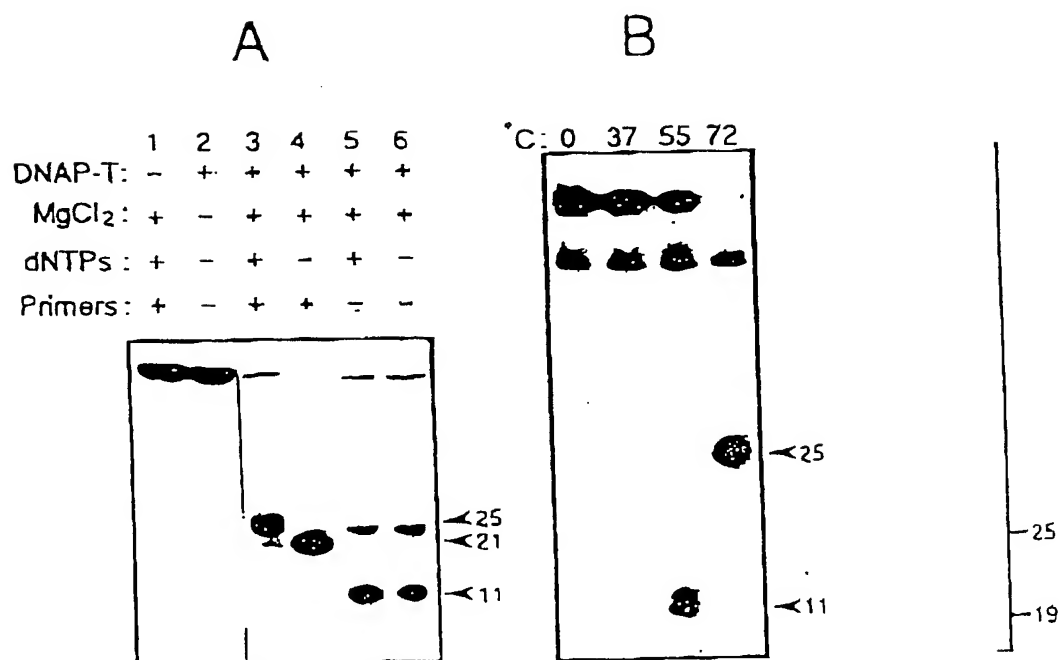 A
B
1 2 3 4 5 6
DNAP-T: - + + + + +
MgCl₂: + - + + + +
dNTPs : + - + - + -
Primers: + - + + - -
25
21
11
°C: 0 37 55 72
25
11
25
19